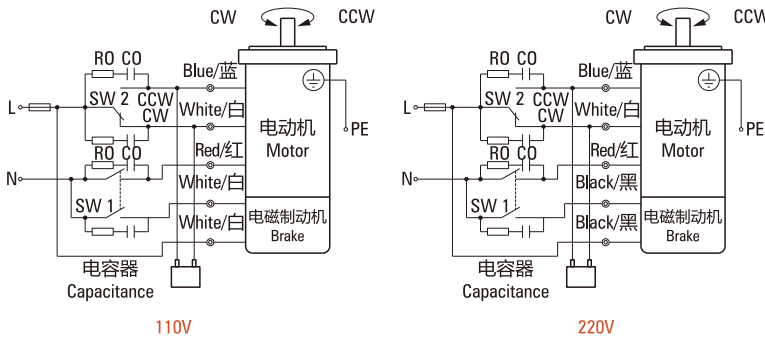 CW CCW
RO CO
Blue/蓝
L
SW 2 CCW
CW
White/白
PE
电动机
Motor
RO CO
Red/红
N
White/白
SW 1
White/白
电磁制动机
Brake
电容器
Capacitance
110V
CW CCW
RO CO
Blue/蓝
L
SW 2 CCW
CW
White/白
PE
电动机
Motor
RO CO
Red/红
N
Black/黑
SW 1
Black/黑
电磁制动机
Brake
电容器
Capacitance
220V